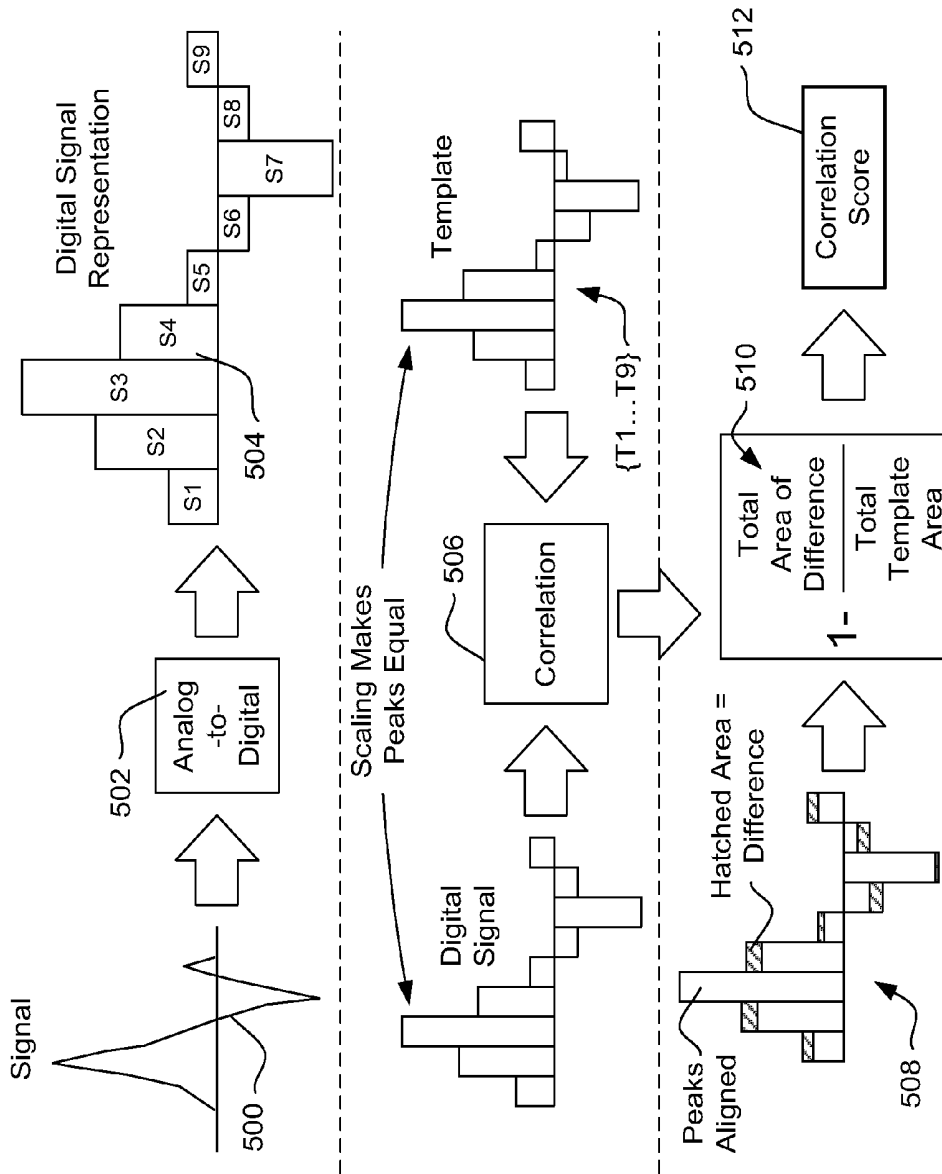 Signal
500
502
Analog
-to-
Digital
Digital Signal
Representation
S1
S2
S3
S4
S5
S6
S7
S8
S9
504
Scaling Makes
Peaks Equal
Digital
Signal
506
Correlation
Template
{T1...T9}
Peaks
Aligned
Hatched Area =
Difference
508
1-
Total
Area of
Difference
Total
Template
Area
510
Correlation
Score
512